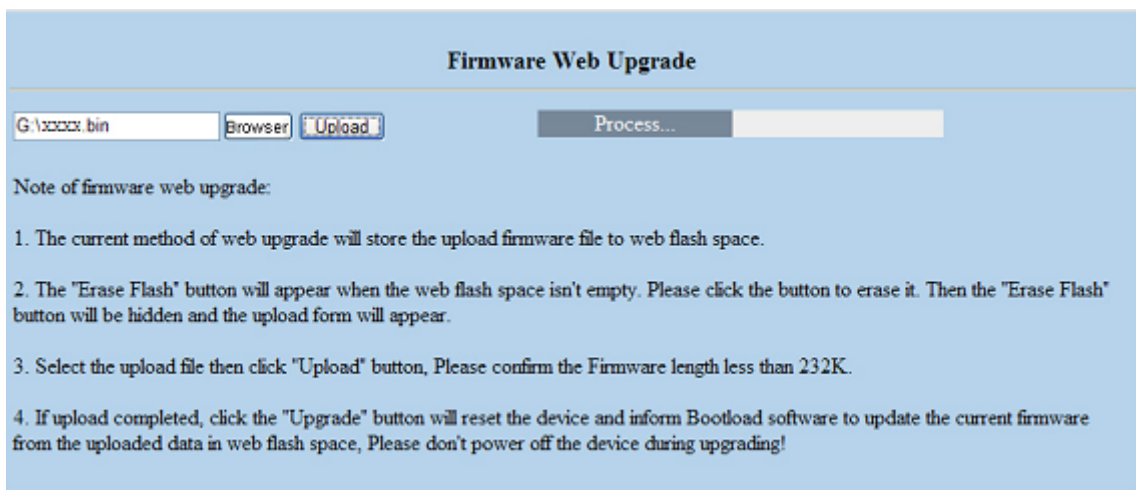 Firmware Web Upgrade
G:\xxxx.bin Browser Upload Process...
Note of firmware web upgrade:
1. The current method of web upgrade will store the upload firmware file to web flash space.
2. The "Erase Flash" button will appear when the web flash space isn't empty. Please click the button to erase it. Then the "Erase Flash"
button will be hidden and the upload form will appear.
3. Select the upload file then click "Upload" button, Please confirm the Firmware length less than 232K.
4. If upload completed, click the "Upgrade" button will reset the device and inform Bootload software to update the current firmware
from the uploaded data in web flash space, Please don't power off the device during upgrading!